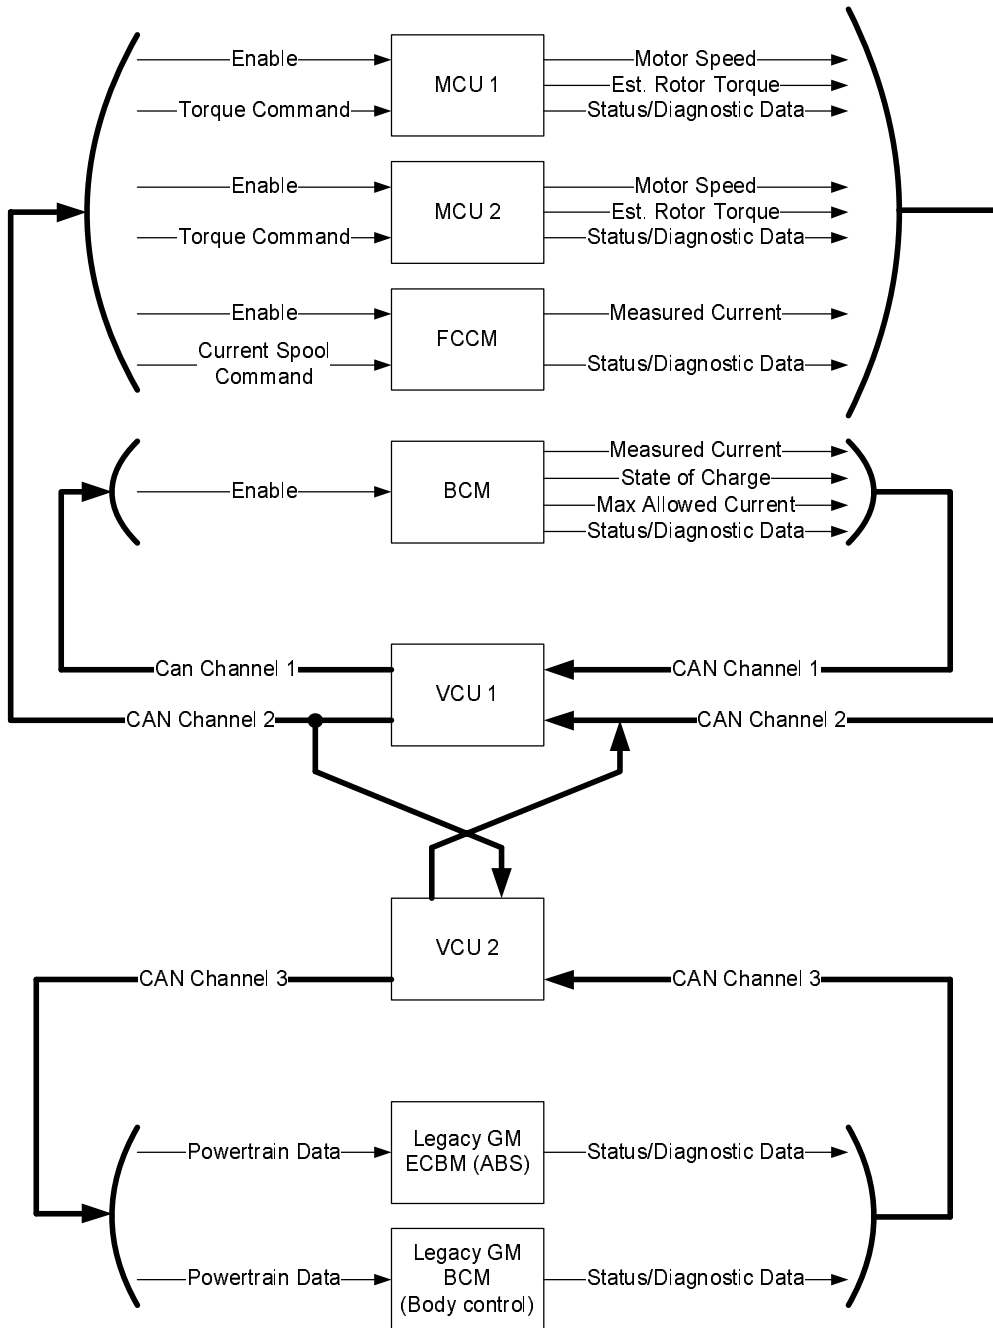 Enable
MCU 1
Motor Speed
Est. Rotor Torque
Torque Command
Status/Diagnostic Data
Enable
MCU 2
Motor Speed
Est. Rotor Torque
Torque Command
Status/Diagnostic Data
Enable
FCCM
Measured Current
Current Spool
Command
Status/Diagnostic Data
Enable
BCM
Measured Current
State of Charge
Max Allowed Current
Status/Diagnostic Data
Can Channel 1
VCU 1
CAN Channel 1
CAN Channel 2
CAN Channel 2
VCU 2
CAN Channel 3
CAN Channel 3
Powertrain Data
Legacy GM
ECBM (ABS)
Status/Diagnostic Data
Powertrain Data
Legacy GM
BCM
(Body control)
Status/Diagnostic Data